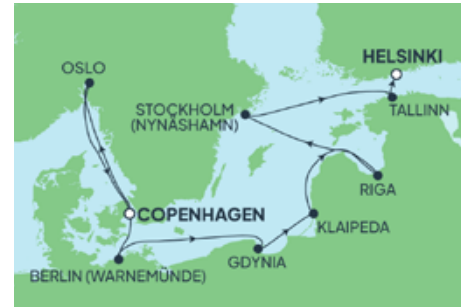 HELSINKI
OSLO
TALLINN
STOCKHOLM
(NYNÄSHAMN)
RIGA
COPENHAGEN
KLAIPEDA
GDYNIA
BERLIN (WARNEMÜNDE)